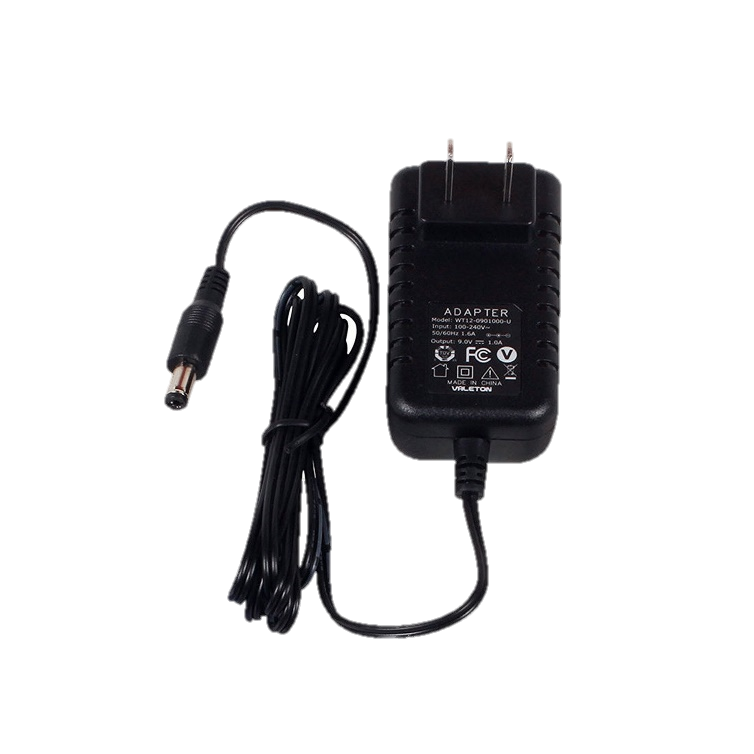 ADAPTER
Model: WT12-0901000-U
Input: 100-240V~
50/60Hz 1.6A
Output: 9.0V⎓ 1.0A
TÜV FC V
MADE IN CHINA
VALETON